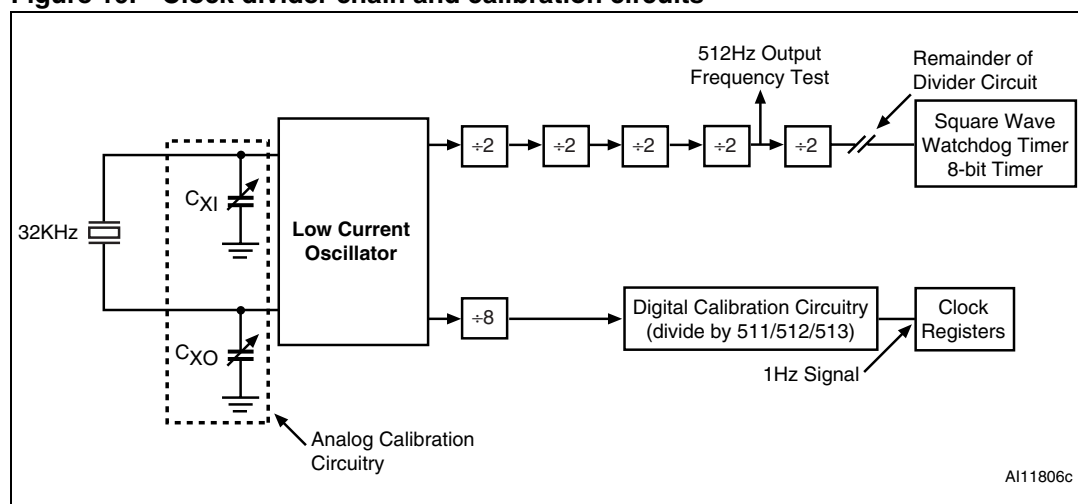 Figure
Clock divider chain and calibration circuits
512Hz Output
Frequency Test
Remainder of
Divider Circuit
÷2
÷2
÷2
÷2
÷2
Square Wave
Watchdog Timer
8-bit Timer
CXI
32KHz
Low Current
Oscillator
CXO
÷8
Digital Calibration Circuitry
(divide by 511/512/513)
Clock
Registers
1Hz Signal
Analog Calibration
Circuitry
AI11806c